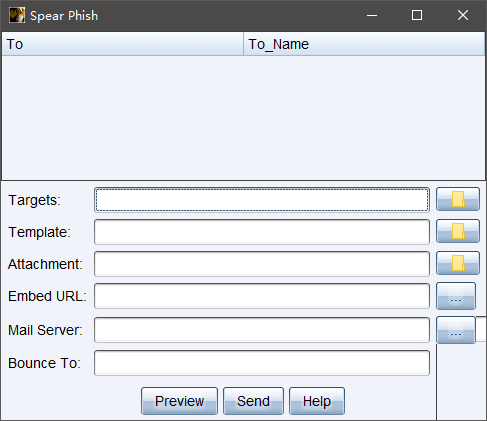 Spear Phish
To To_Name
Targets:
Template:
Attachment:
Embed URL: ...
Mail Server: ...
Bounce To:
Preview Send Help